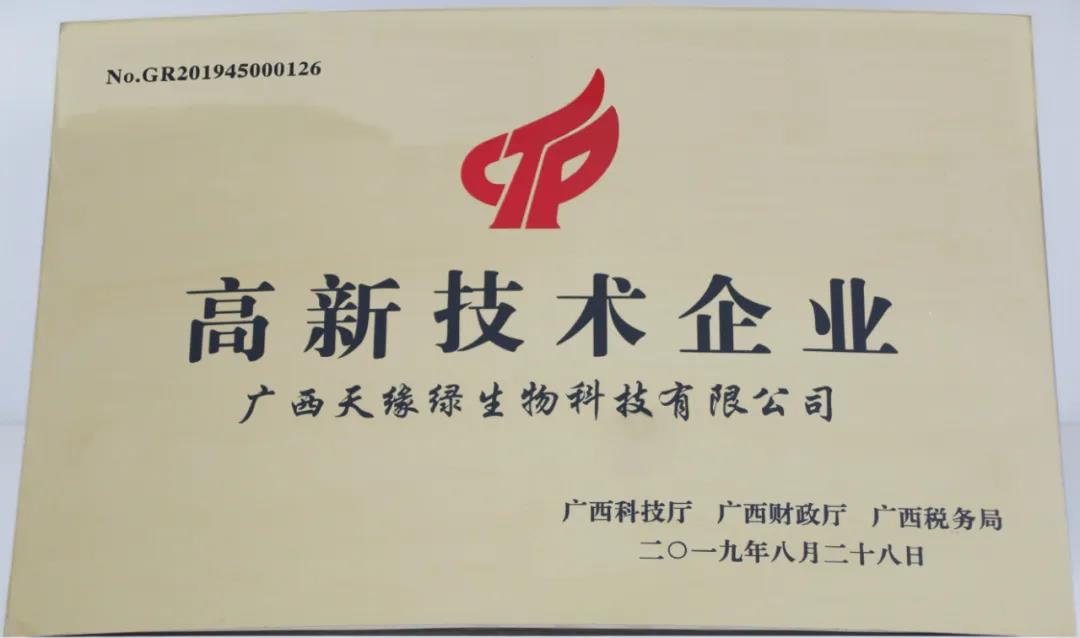 No.GR201945000126
高新技术企业
广西天缘绿生物科技有限公司
广西科技厅 广西财政厅 广西税务局
二〇一九年八月二十八日